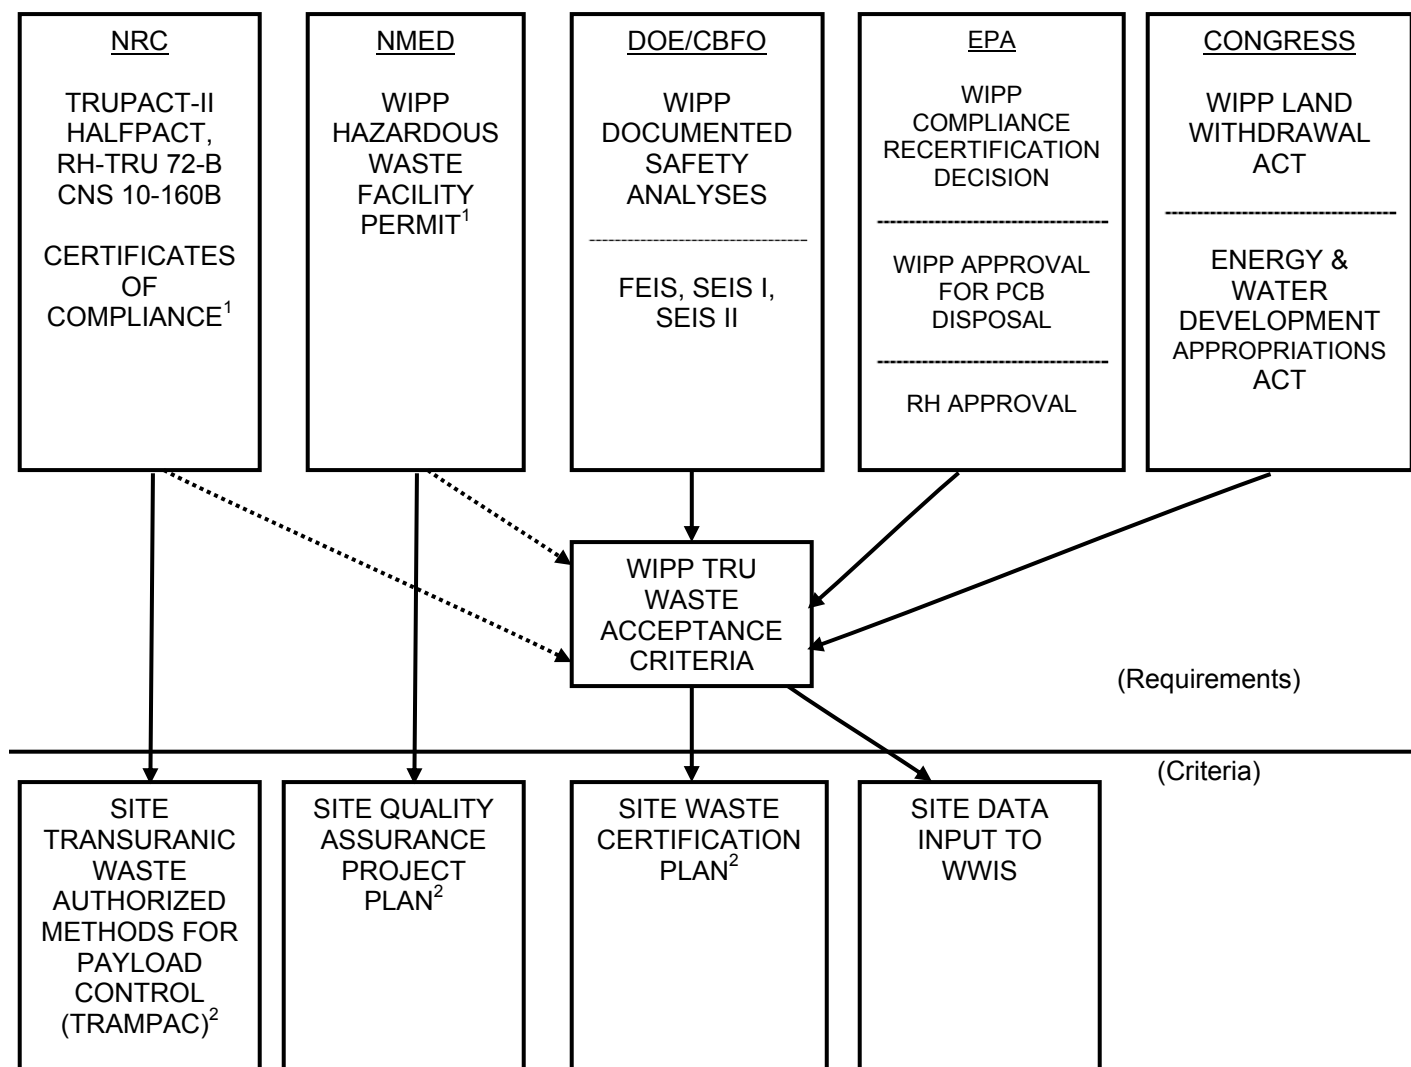 NRC
TRUPACT-II
HALFPACT,
RH-TRU 72-B
CNS 10-160B
CERTIFICATES
OF
COMPLIANCE1
NMED
WIPP
HAZARDOUS
WASTE
FACILITY
PERMIT1
DOE/CBFO
WIPP
DOCUMENTED
SAFETY
ANALYSES
FEIS, SEIS I,
SEIS II
EPA
WIPP
COMPLIANCE
RECERTIFICATION
DECISION
WIPP APPROVAL
FOR PCB
DISPOSAL
RH APPROVAL
CONGRESS
WIPP LAND
WITHDRAWAL
ACT
ENERGY &
WATER
DEVELOPMENT
APPROPRIATIONS
ACT
WIPP TRU
WASTE
ACCEPTANCE
CRITERIA
(Requirements)
(Criteria)
SITE
TRANSURANIC
WASTE
AUTHORIZED
METHODS FOR
PAYLOAD
CONTROL
(TRAMPAC)2
SITE QUALITY
ASSURANCE
PROJECT
PLAN2
SITE WASTE
CERTIFICATION
PLAN2
SITE DATA
INPUT TO
WWIS